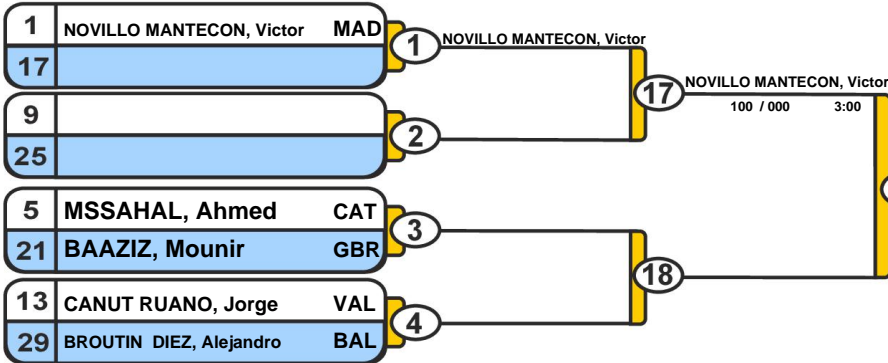 1 NOVILLO MANTECON, Victor MAD
17
1
NOVILLO MANTECON, Victor
9
25
2
17
NOVILLO MANTECON, Victor
100 / 000 3:00
5 MSSAHAL, Ahmed CAT
21 BAAZIZ, Mounir GBR
3
13 CANUT RUANO, Jorge VAL
29 BROUTIN DIEZ, Alejandro BAL
4
18